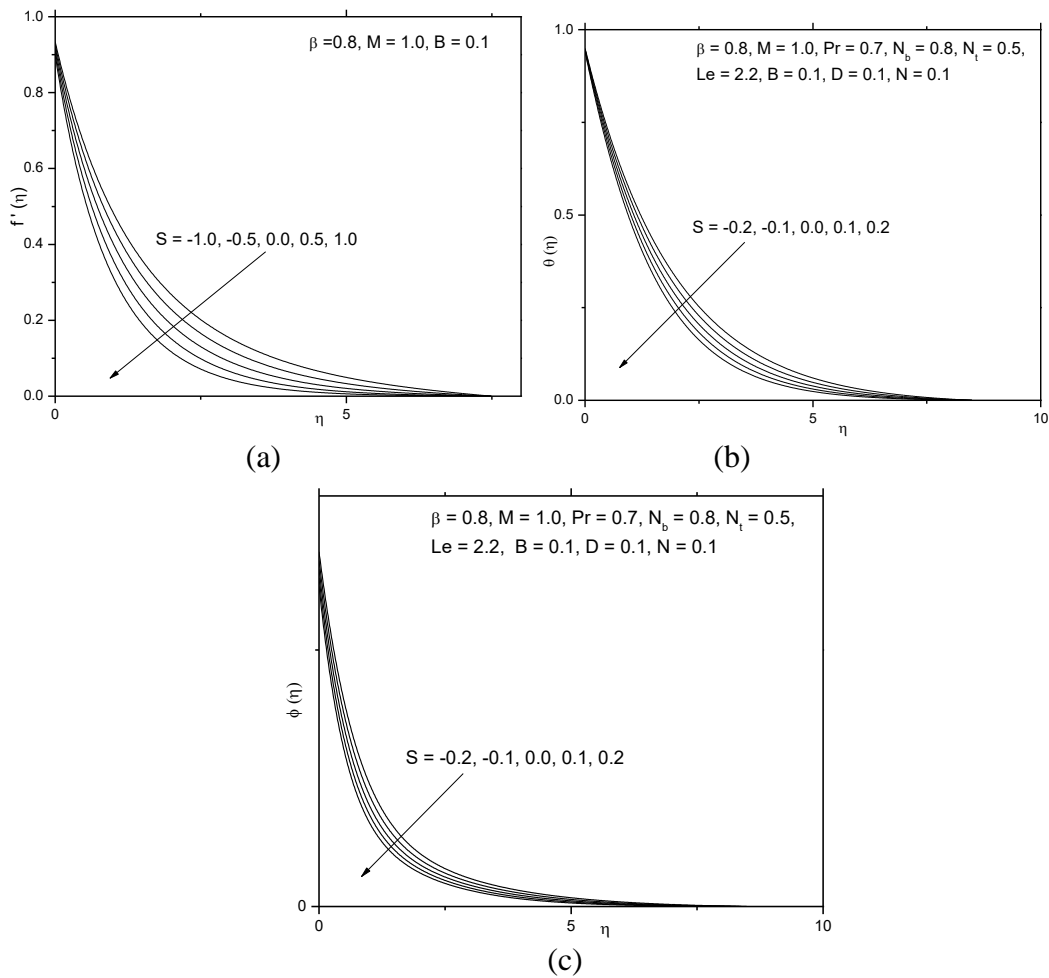 1.0
β =0.8, M = 1.0, B = 0.1
0.8
0.6
f ' (η)
0.4
S = -1.0, -0.5, 0.0, 0.5, 1.0
0.2
0.0
0
5
η
(a)
1.0
β = 0.8, M = 1.0, Pr = 0.7, N_b = 0.8, N_t = 0.5,
Le = 2.2, B = 0.1, D = 0.1, N = 0.1
0.5
S = -0.2, -0.1, 0.0, 0.1, 0.2
θ (η)
0.0
0
5
10
η
(b)
β = 0.8, M = 1.0, Pr = 0.7, N_b = 0.8, N_t = 0.5,
Le = 2.2, B = 0.1, D = 0.1, N = 0.1
ϕ (η)
S = -0.2, -0.1, 0.0, 0.1, 0.2
0
0
5
10
η
(c)